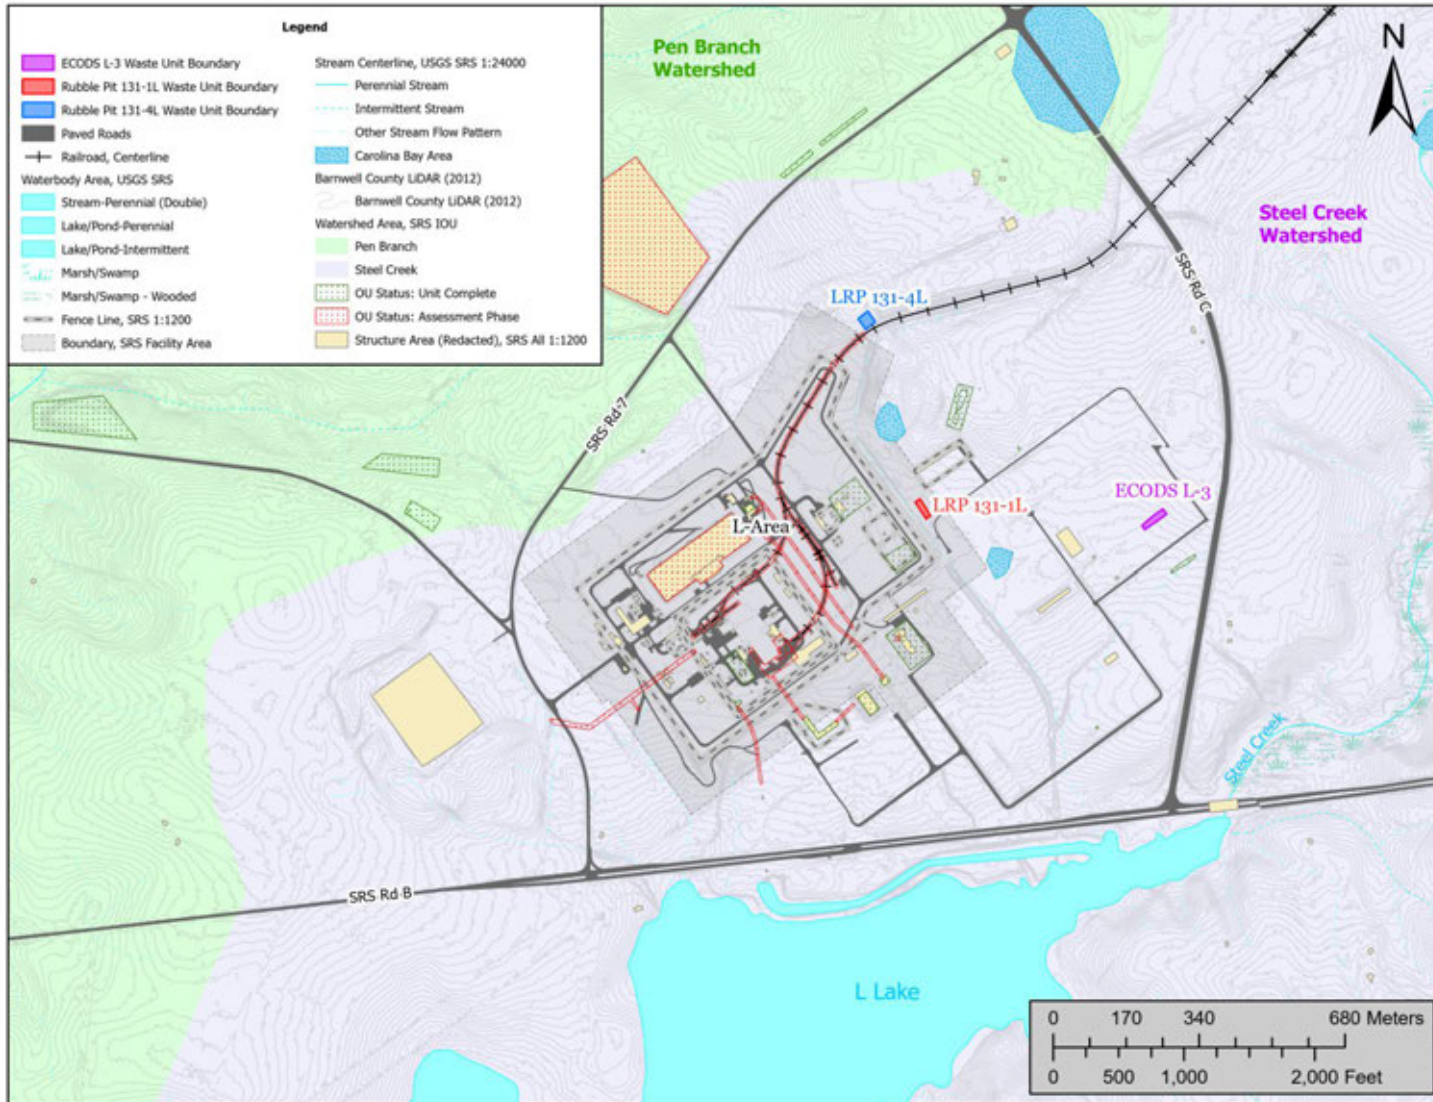 Legend
ECODS L-3 Waste Unit Boundary
Rubble Pit 131-1L Waste Unit Boundary
Rubble Pit 131-4L Waste Unit Boundary
Paved Roads
Railroad, Centerline
Waterbody Area, USGS SRS
Stream-Perennial (Double)
Lake/Pond-Perennial
Lake/Pond-Intermittent
Marsh/Swamp
Marsh/Swamp - Wooded
Fence Line, SRS 1:1200
Boundary, SRS Facility Area
Stream Centerline, USGS SRS 1:24000
Perennial Stream
Intermittent Stream
Other Stream Flow Pattern
Carolina Bay Area
Barnwell County LiDAR (2012)
Barnwell County LiDAR (2012)
Watershed Area, SRS IOU
Pen Branch
Steel Creek
OU Status: Unit Complete
OU Status: Assessment Phase
Structure Area (Redacted), SRS All 1:1200
Pen Branch
Watershed
N
Steel Creek
Watershed
SRS Rd C
LRP 131-4L
SRS Rd 7
ECODS L-3
LRP 131-1L
L-Area
Steel Creek
SRS Rd B
L Lake
0 170 340 680 Meters
0 500 1,000 2,000 Feet